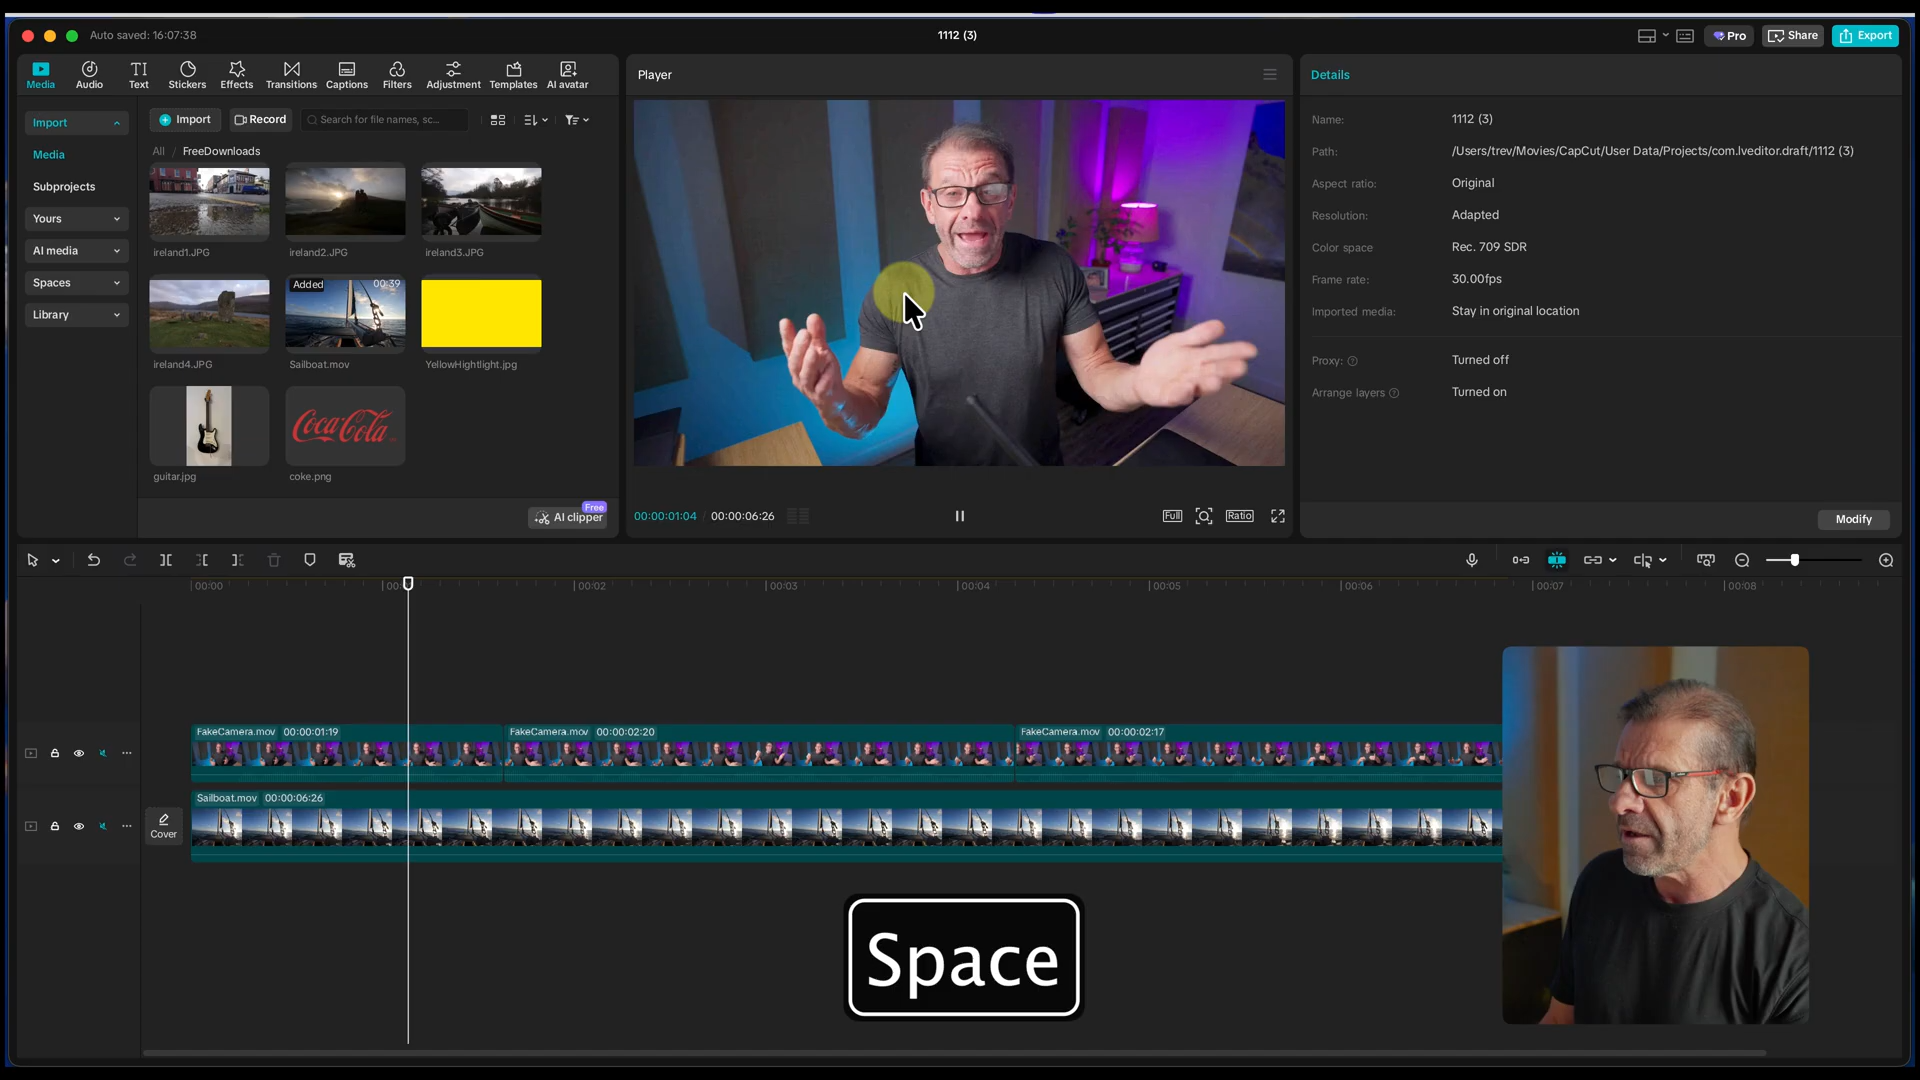 Auto saved: 16:07:38
1112 (3)
Pro
Share
Export
Media
Audio
Text
Stickers
Effects
Transitions
Captions
Filters
Adjustment
Templates
AI avatar
Import
Media
Subprojects
Yours
AI media
Spaces
Library
Import
Record
Search for file names, sc...
All / FreeDownloads
ireland1.JPG
ireland2.JPG
ireland3.JPG
Added
00:39
ireland4.JPG
Sailboat.mov
YellowHightlight.jpg
Coca-Cola
guitar.jpg
coke.png
Free
AI clipper
Player
00:00:01:04 / 00:00:06:26
Full
Ratio
Details
Name: 1112 (3)
Path: /Users/trev/Movies/CapCut/User Data/Projects/com.lveditor.draft/1112 (3)
Aspect ratio: Original
Resolution: Adapted
Color space Rec. 709 SDR
Frame rate: 30.00fps
Imported media: Stay in original location
Proxy: Turned off
Arrange layers Turned on
Modify
00:00
00:02
00:03
00:04
00:05
00:06
00:07
00:08
FakeCamera.mov 00:00:01:19
FakeCamera.mov 00:00:02:20
FakeCamera.mov 00:00:02:17
Cover
Sailboat.mov 00:00:06:26
Space